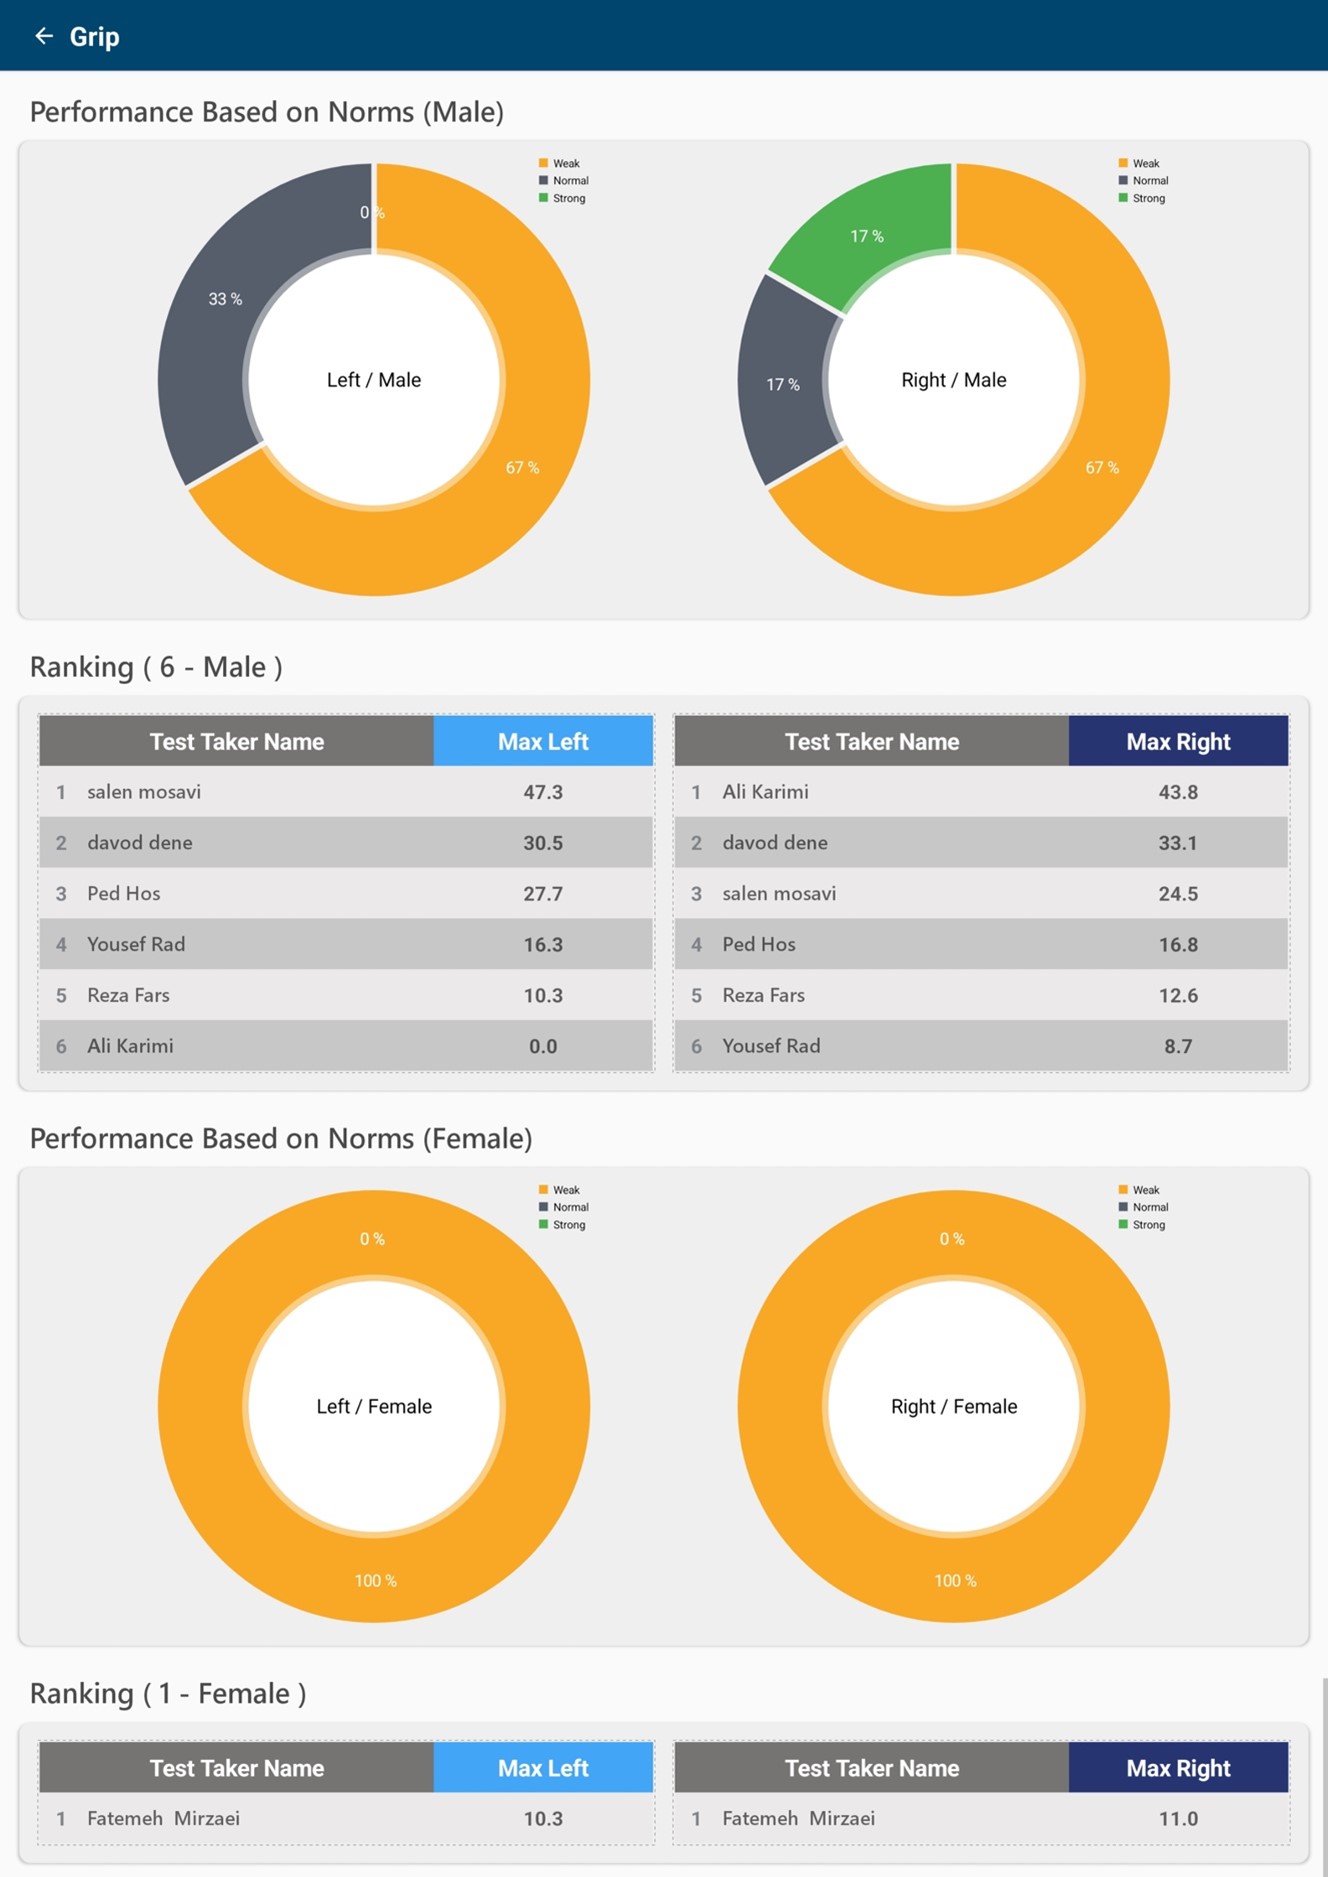 Grip
Performance Based on Norms (Male)
Weak
Normal
Strong
0 %
33 %
67 %
Left / Male
Weak
Normal
Strong
17 %
17 %
67 %
Right / Male
Ranking ( 6 - Male )
Test Taker Name Max Left
1 salen mosavi 47.3
2 davod dene 30.5
3 Ped Hos 27.7
4 Yousef Rad 16.3
5 Reza Fars 10.3
6 Ali Karimi 0.0
Test Taker Name Max Right
1 Ali Karimi 43.8
2 davod dene 33.1
3 salen mosavi 24.5
4 Ped Hos 16.8
5 Reza Fars 12.6
6 Yousef Rad 8.7
Performance Based on Norms (Female)
Weak
Normal
Strong
0 %
Left / Female
100 %
Weak
Normal
Strong
0 %
Right / Female
100 %
Ranking ( 1 - Female )
Test Taker Name Max Left
1 Fatemeh Mirzaei 10.3
Test Taker Name Max Right
1 Fatemeh Mirzaei 11.0